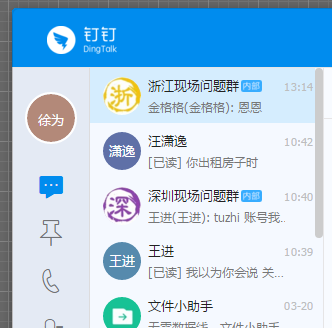 钉钉
DingTalk
徐为
浙
浙江现场问题群 内部 13:14
金格格(金格格): 恩恩
潇逸
汪潇逸 10:42
[已读] 你出租房子时
深
深圳现场问题群 内部 10:40
王进(王进): tuzhi 账号我...
王进
王进 10:39
[已读] 我以为你会说 关...
文件小助手 03-20